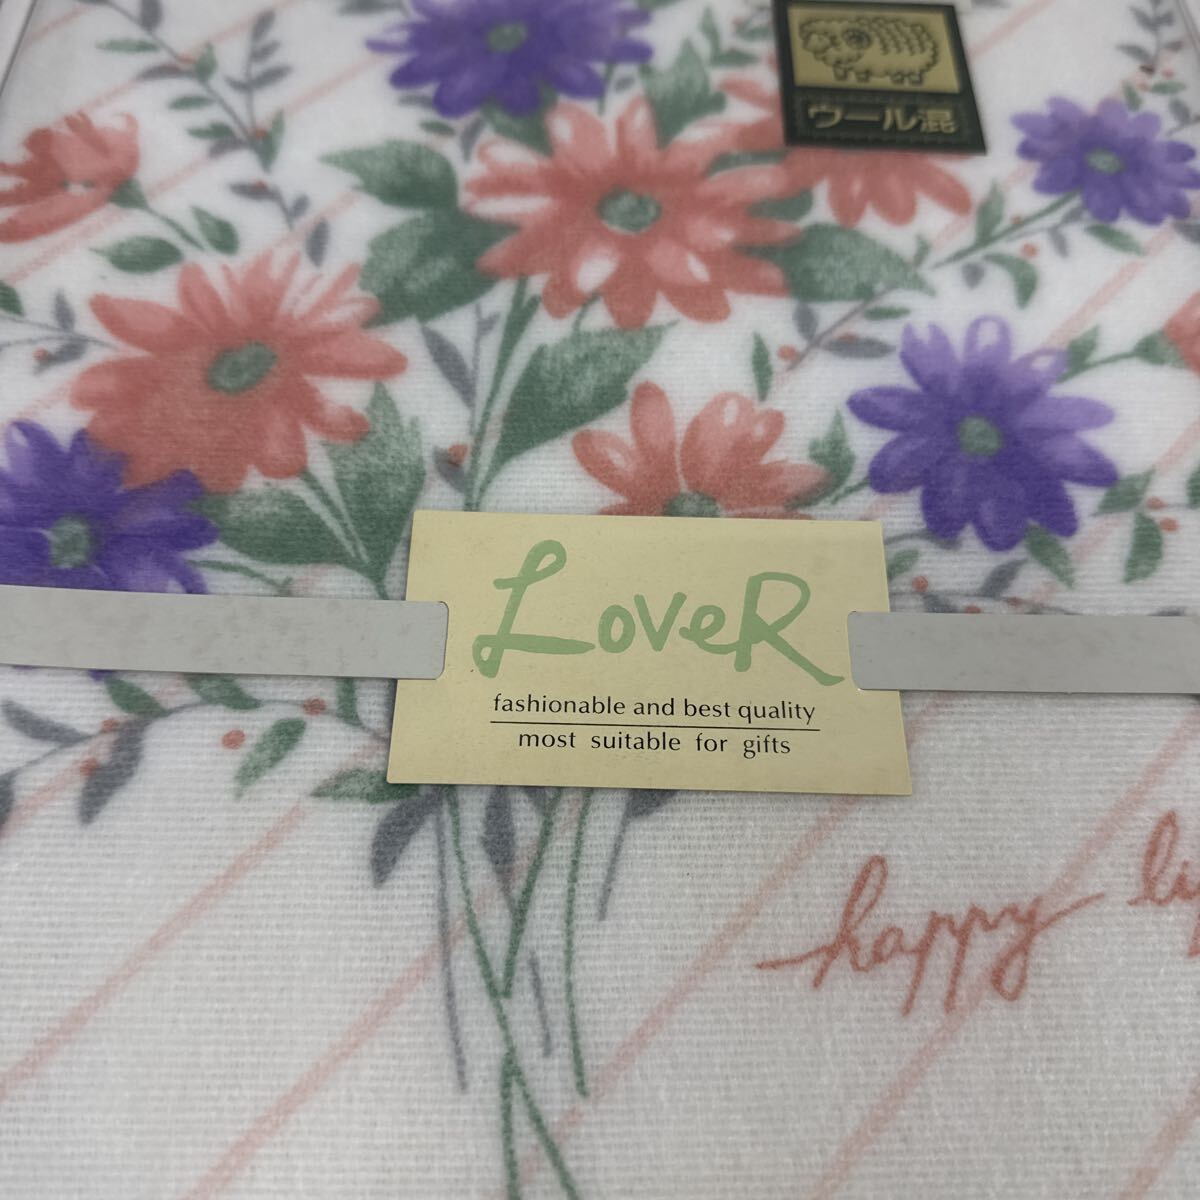 ウール混
LoveR
fashionable and best quality
most suitable for gifts
happy